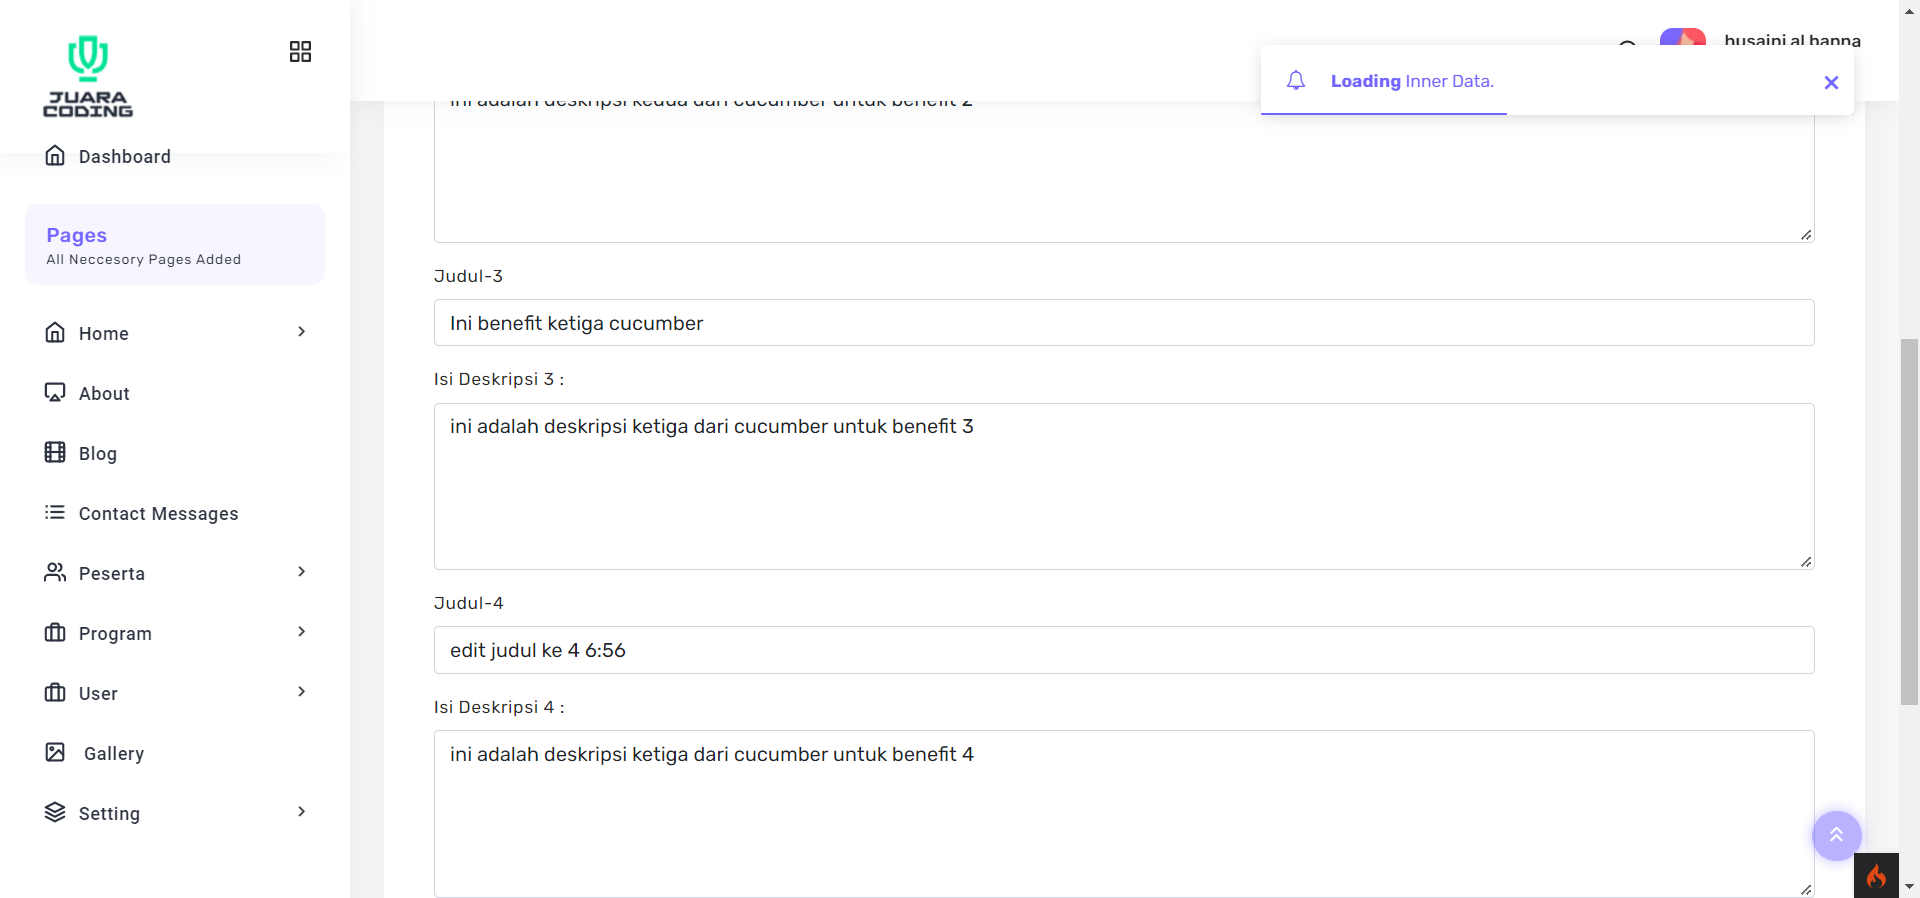 JUARA
CODING
husaini al banna
Loading Inner Data.
Dashboard
Pages
All Neccesory Pages Added
Home
About
Blog
Contact Messages
Peserta
Program
User
Gallery
Setting
ini adalah deskripsi kedua dari cucumber untuk benefit 2
Judul-3
Ini benefit ketiga cucumber
Isi Deskripsi 3 :
ini adalah deskripsi ketiga dari cucumber untuk benefit 3
Judul-4
edit judul ke 4 6:56
Isi Deskripsi 4 :
ini adalah deskripsi ketiga dari cucumber untuk benefit 4